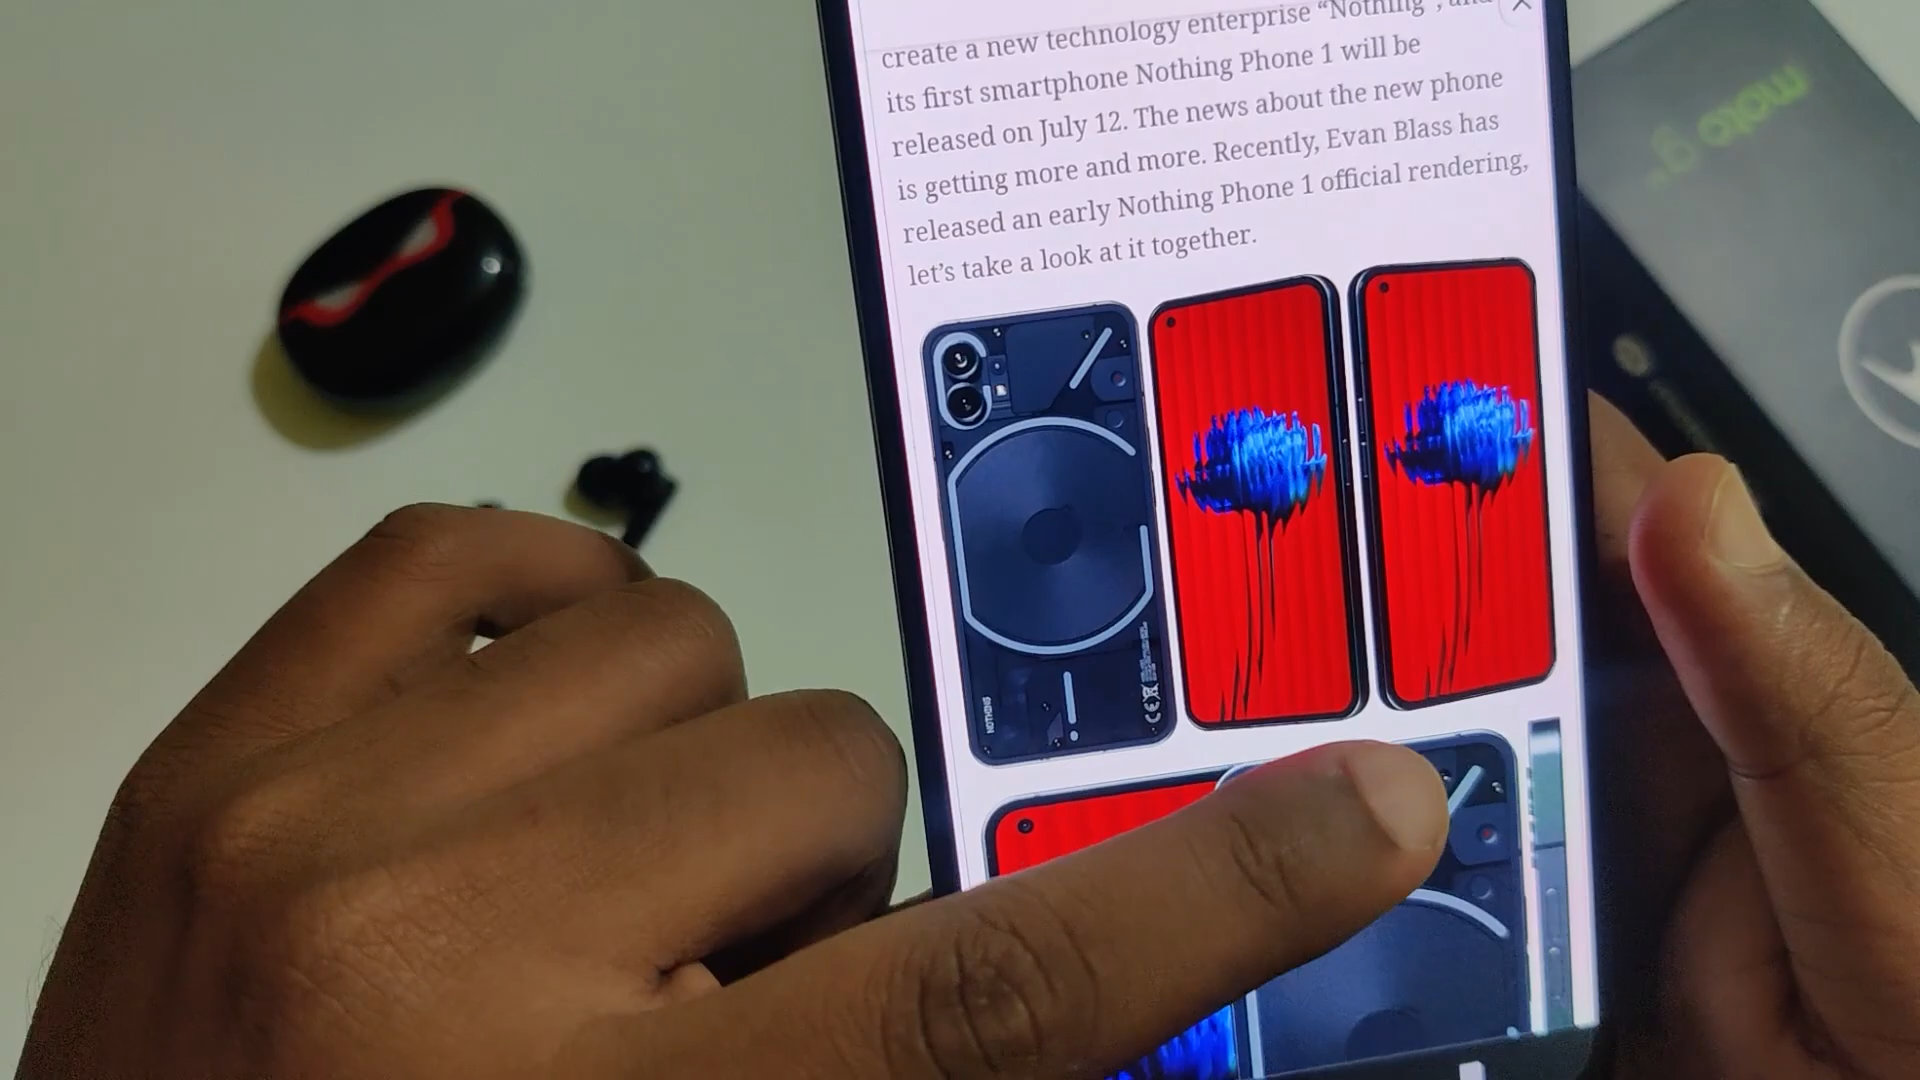 create a new technology enterprise “Nothing”, and
its first smartphone Nothing Phone 1 will be
released on July 12. The news about the new phone
is getting more and more. Recently, Evan Blass has
released an early Nothing Phone 1 official rendering,
let’s take a look at it together.
NOTHING
CE
moto g